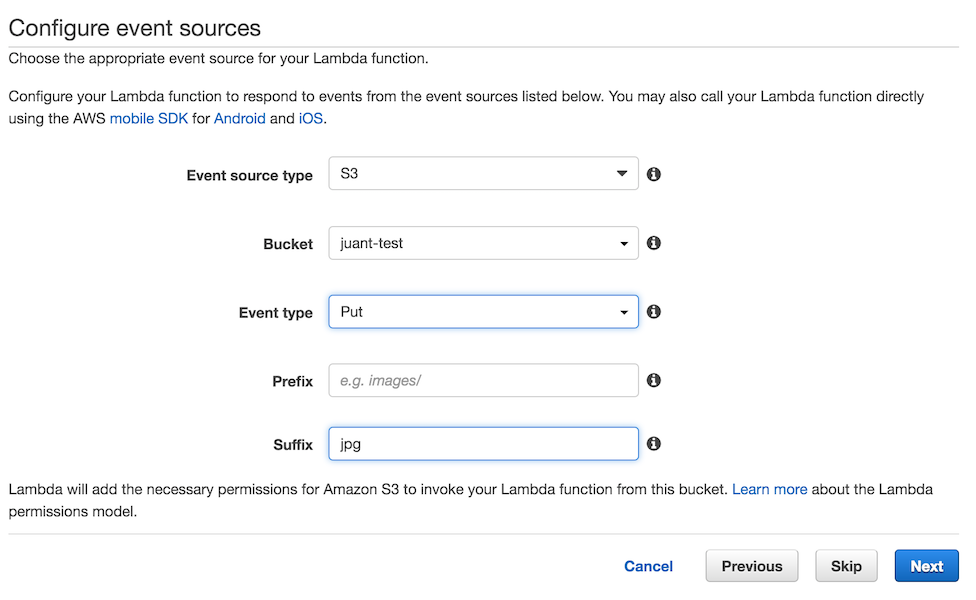 Configure event sources
Choose the appropriate event source for your Lambda function.
Configure your Lambda function to respond to events from the event sources listed below. You may also call your Lambda function directly
using the AWS mobile SDK for Android and iOS.
Event source type S3
Bucket juant-test
Event type Put
Prefix e.g. images/
Suffix jpg
Lambda will add the necessary permissions for Amazon S3 to invoke your Lambda function from this bucket. Learn more about the Lambda
permissions model.
Cancel Previous Skip Next